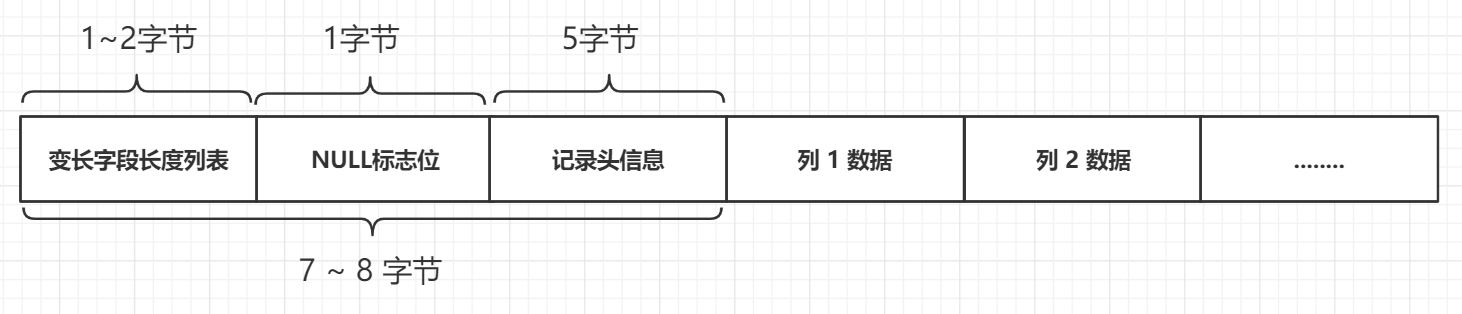 1~2字节
1字节
5字节
变长字段长度列表
NULL标志位
记录头信息
列 1 数据
列 2 数据
........
7 ~ 8 字节